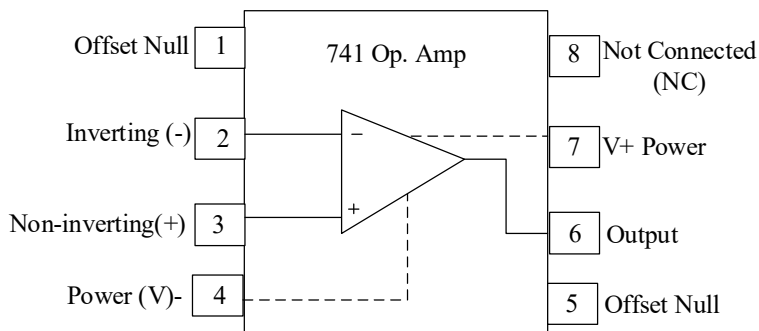 Offset Null 1
741 Op. Amp
8 Not Connected
(NC)
Inverting (-) 2
−
7 V+ Power
Non-inverting(+) 3
+
6 Output
Power (V)- 4
5 Offset Null